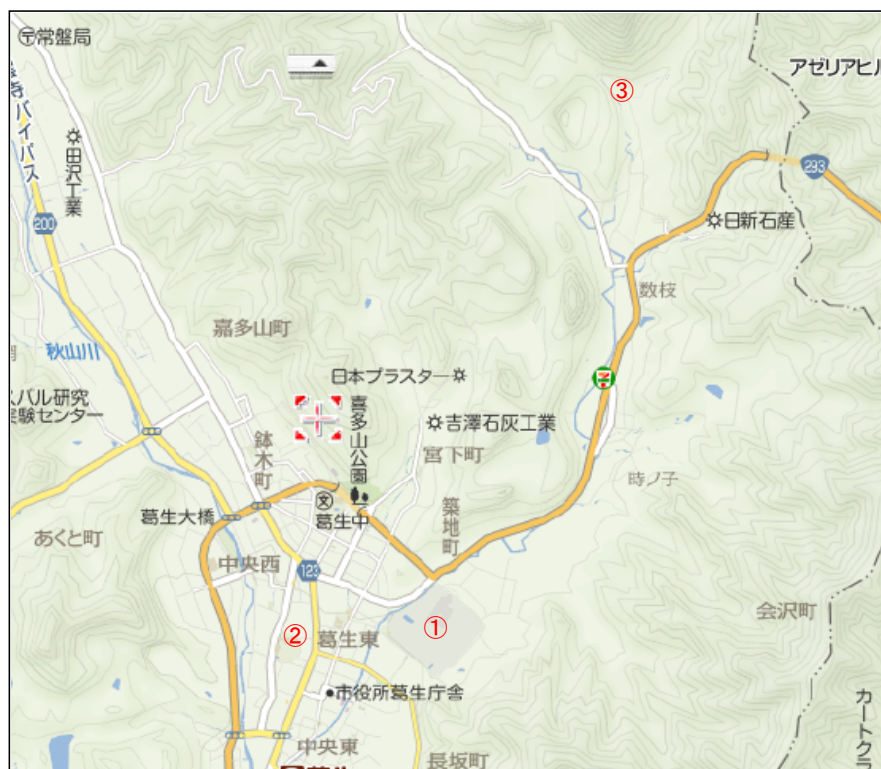 〒常盤局
アゼリアヒル
③
バイパス
田沢工業
293
200
日新石産
数枝
嘉多山町
秋山川
日本プラスター
バル研究
実験センター
喜多山公園
吉澤石灰工業
鉢木町
宮下町
時ノ子
築地町
葛生大橋
文
葛生中
あくと町
中央西
123
会沢町
①
②
葛生東
市役所葛生庁舎
カートクラ
中央東
長坂町